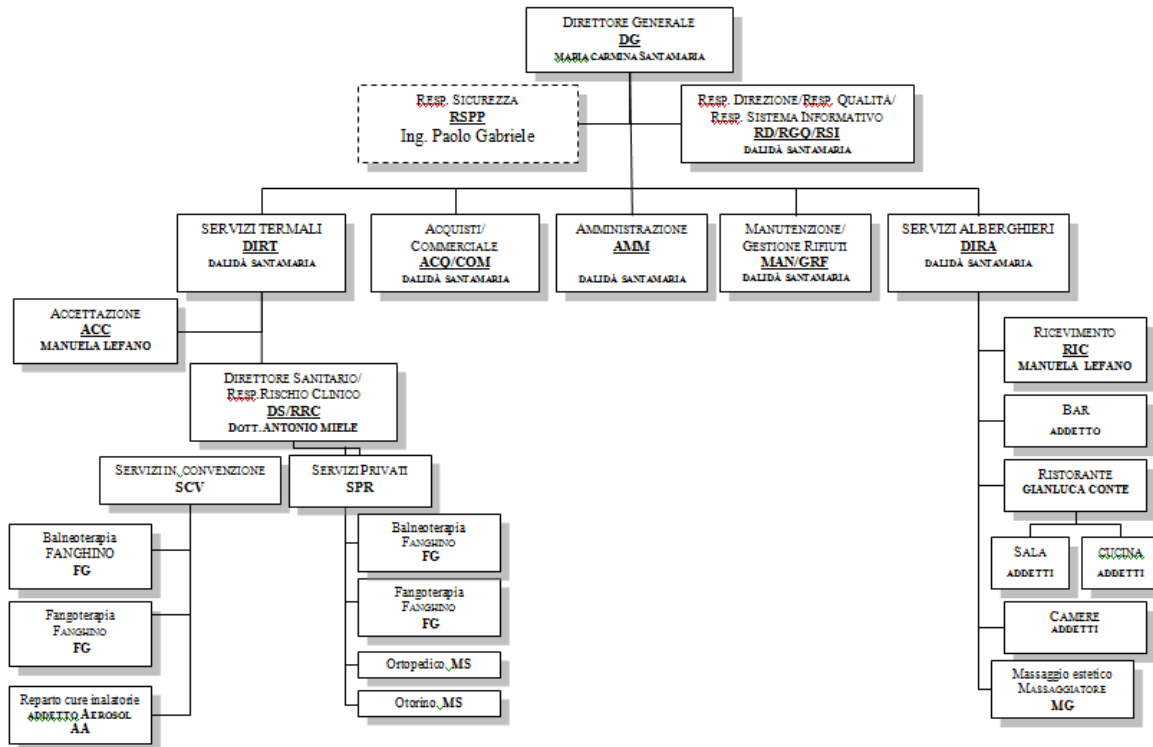 DIRETTORE GENERALE
DG
MARIA CARMINA SANTAMARIA
RESP. SICUREZZA
RSPP
Ing. Paolo Gabriele
RESP. DIREZIONE/RESP. QUALITÀ/
RESP. SISTEMA INFORMATIVO
RD/RGQ/RSI
DALIDÀ SANTAMARIA
SERVIZI TERMALI
DIRT
DALIDÀ SANTAMARIA
ACQUISTI/
COMMERCIALE
ACQ/COM
DALIDÀ SANTAMARIA
AMMINISTRAZIONE
AMM
DALIDÀ SANTAMARIA
MANUTENZIONE/
GESTIONE RIFIUTI
MAN/GRF
DALIDÀ SANTAMARIA
SERVIZI ALBERGHIERI
DIRA
DALIDÀ SANTAMARIA
ACCETTAZIONE
ACC
MANUELA LEFANO
DIRETTORE SANITARIO/
RESP.RISCHIO CLINICO
DS/RRC
DOTT. ANTONIO MIELE
SERVIZI IN. CONVENZIONE
SCV
SERVIZI PRIVATI
SPR
Balneoterapia
FANGHINO
FG
Fangoterapia
FANGHINO
FG
Reparto cure inalatorie
ADDETTO AEROSOL
AA
Balneoterapia
FANGHINO
FG
Fangoterapia
FANGHINO
FG
Ortopedico. MS
Otorino. MS
RICEVIMENTO
RIC
MANUELA LEFANO
BAR
ADDETTO
RISTORANTE
GIANLUCA CONTE
SALA
ADDETTI
CUCINA
ADDETTI
CAMERE
ADDETTI
Massaggio estetico
MASSAGGIATORE
MG